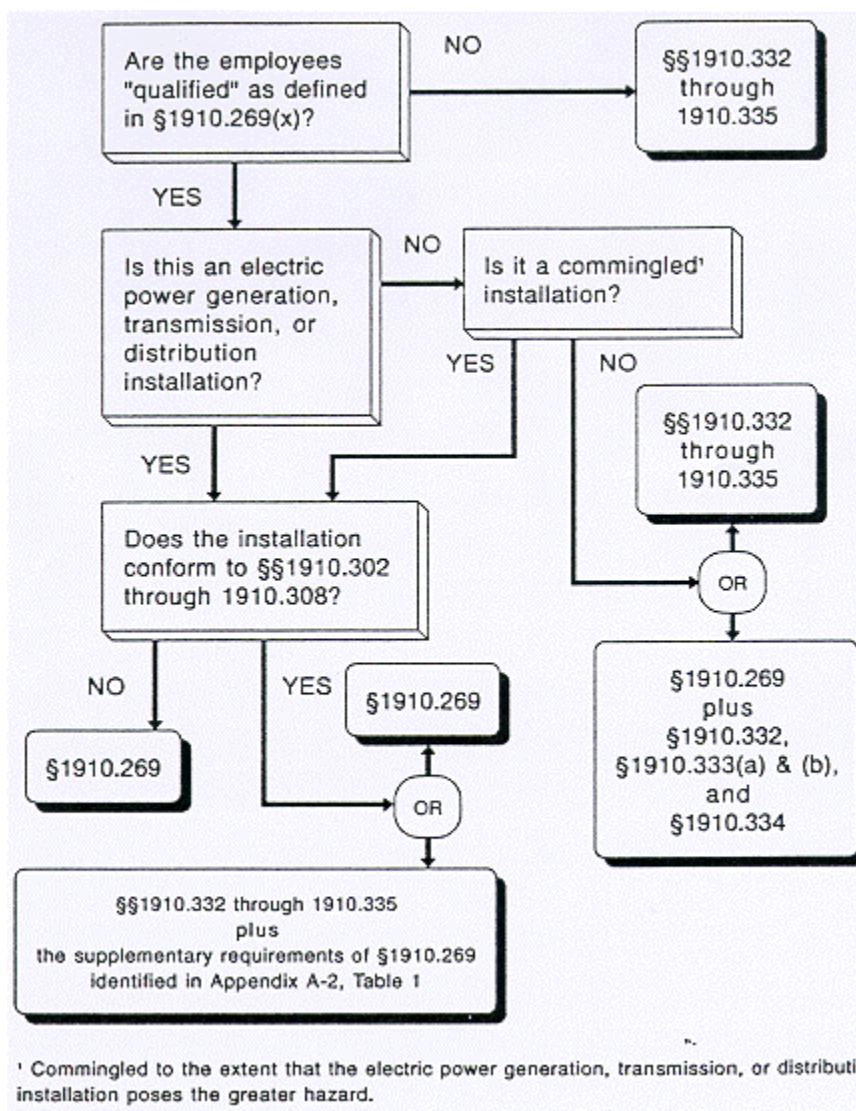 Are the employees
"qualified" as defined
in §1910.269(x)?
NO
§§1910.332
through
1910.335
YES
Is this an electric
power generation,
transmission, or
distribution
installation?
NO
Is it a commingled¹
installation?
YES
NO
§§1910.332
through
1910.335
OR
§1910.269
plus
§1910.332,
§1910.333(a) & (b),
and
§1910.334
YES
Does the installation
conform to §§1910.302
through 1910.308?
NO
§1910.269
YES
§1910.269
OR
§§1910.332 through 1910.335
plus
the supplementary requirements of §1910.269
identified in Appendix A-2, Table 1
¹ Commingled to the extent that the electric power generation, transmission, or distributi
installation poses the greater hazard.